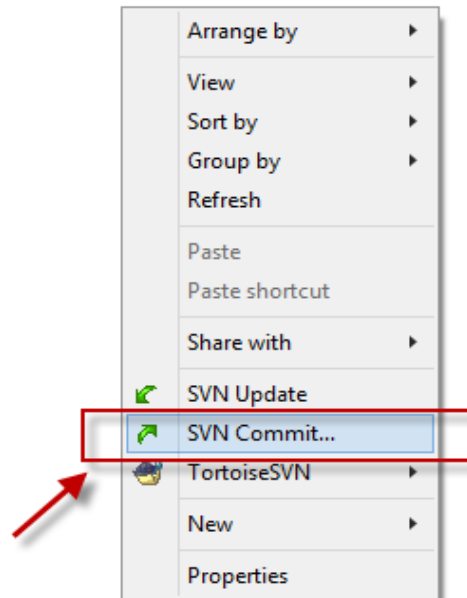 Arrange by
View
Sort by
Group by
Refresh
Paste
Paste shortcut
Share with
SVN Update
SVN Commit...
TortoiseSVN
New
Properties